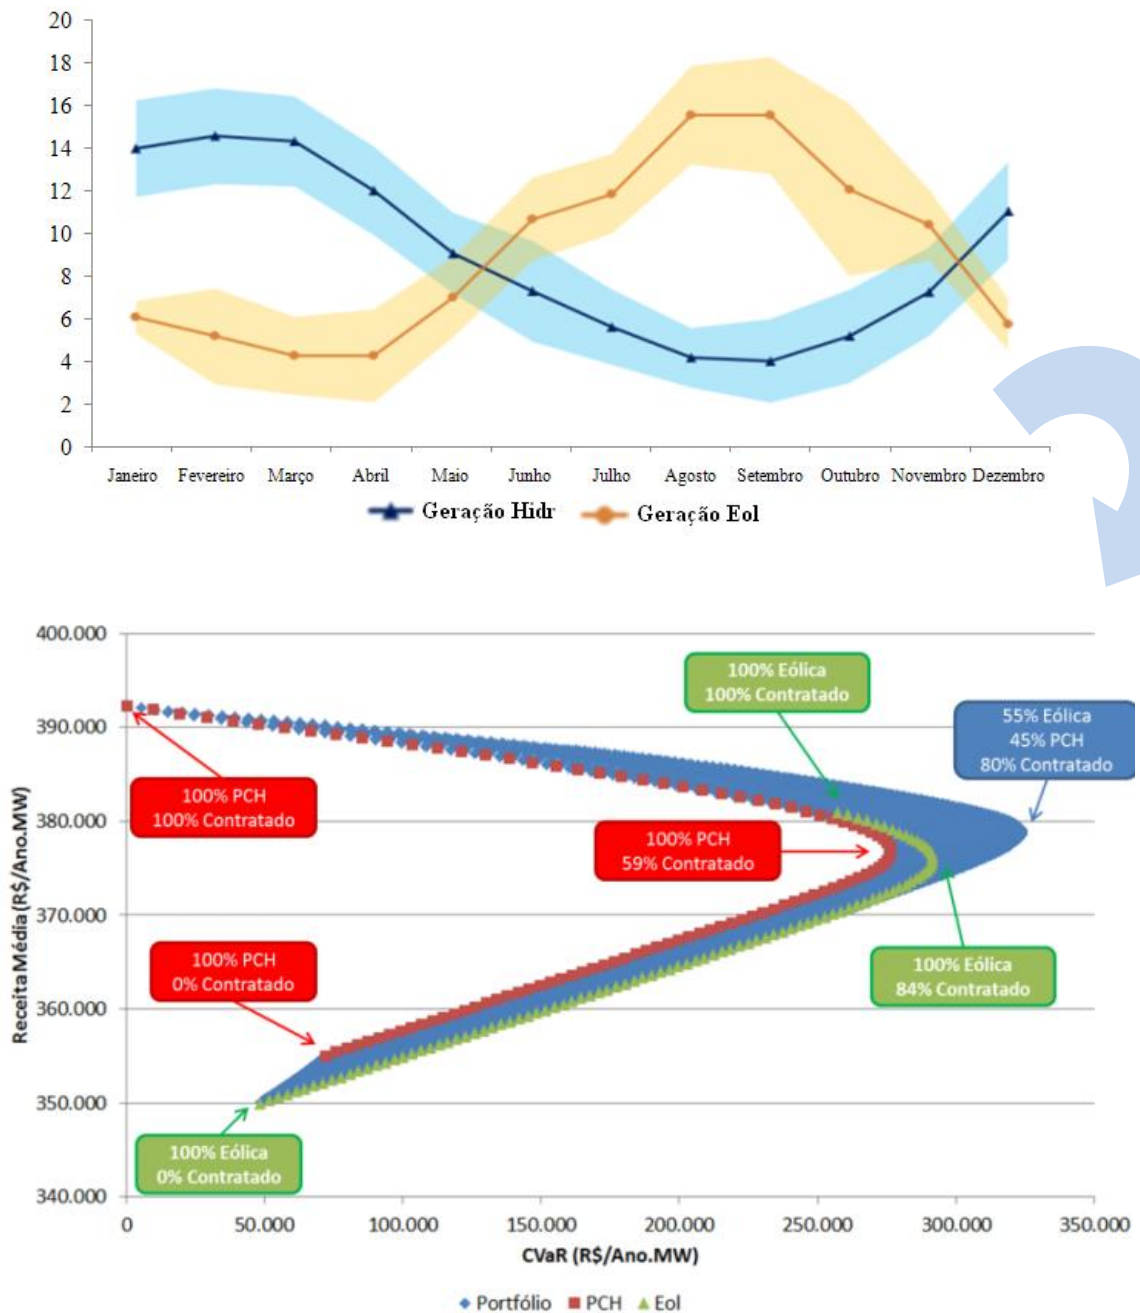 20
18
16
14
12
10
8
6
4
2
0
Janeiro Fevereiro Março Abril Maio Junho Julho Agosto Setembro Outubro Novembro Dezembro
Geração Hidr Geração Eol
400.000
390.000
380.000
370.000
360.000
350.000
340.000
Receita Média (R$/Ano.MW)
100% Eólica
100% Contratado
55% Eólica
45% PCH
80% Contratado
100% PCH
100% Contratado
100% PCH
59% Contratado
100% PCH
0% Contratado
100% Eólica
84% Contratado
100% Eólica
0% Contratado
0 50.000 100.000 150.000 200.000 250.000 300.000 350.000
CVaR (R$/Ano.MW)
Portfólio PCH Eol